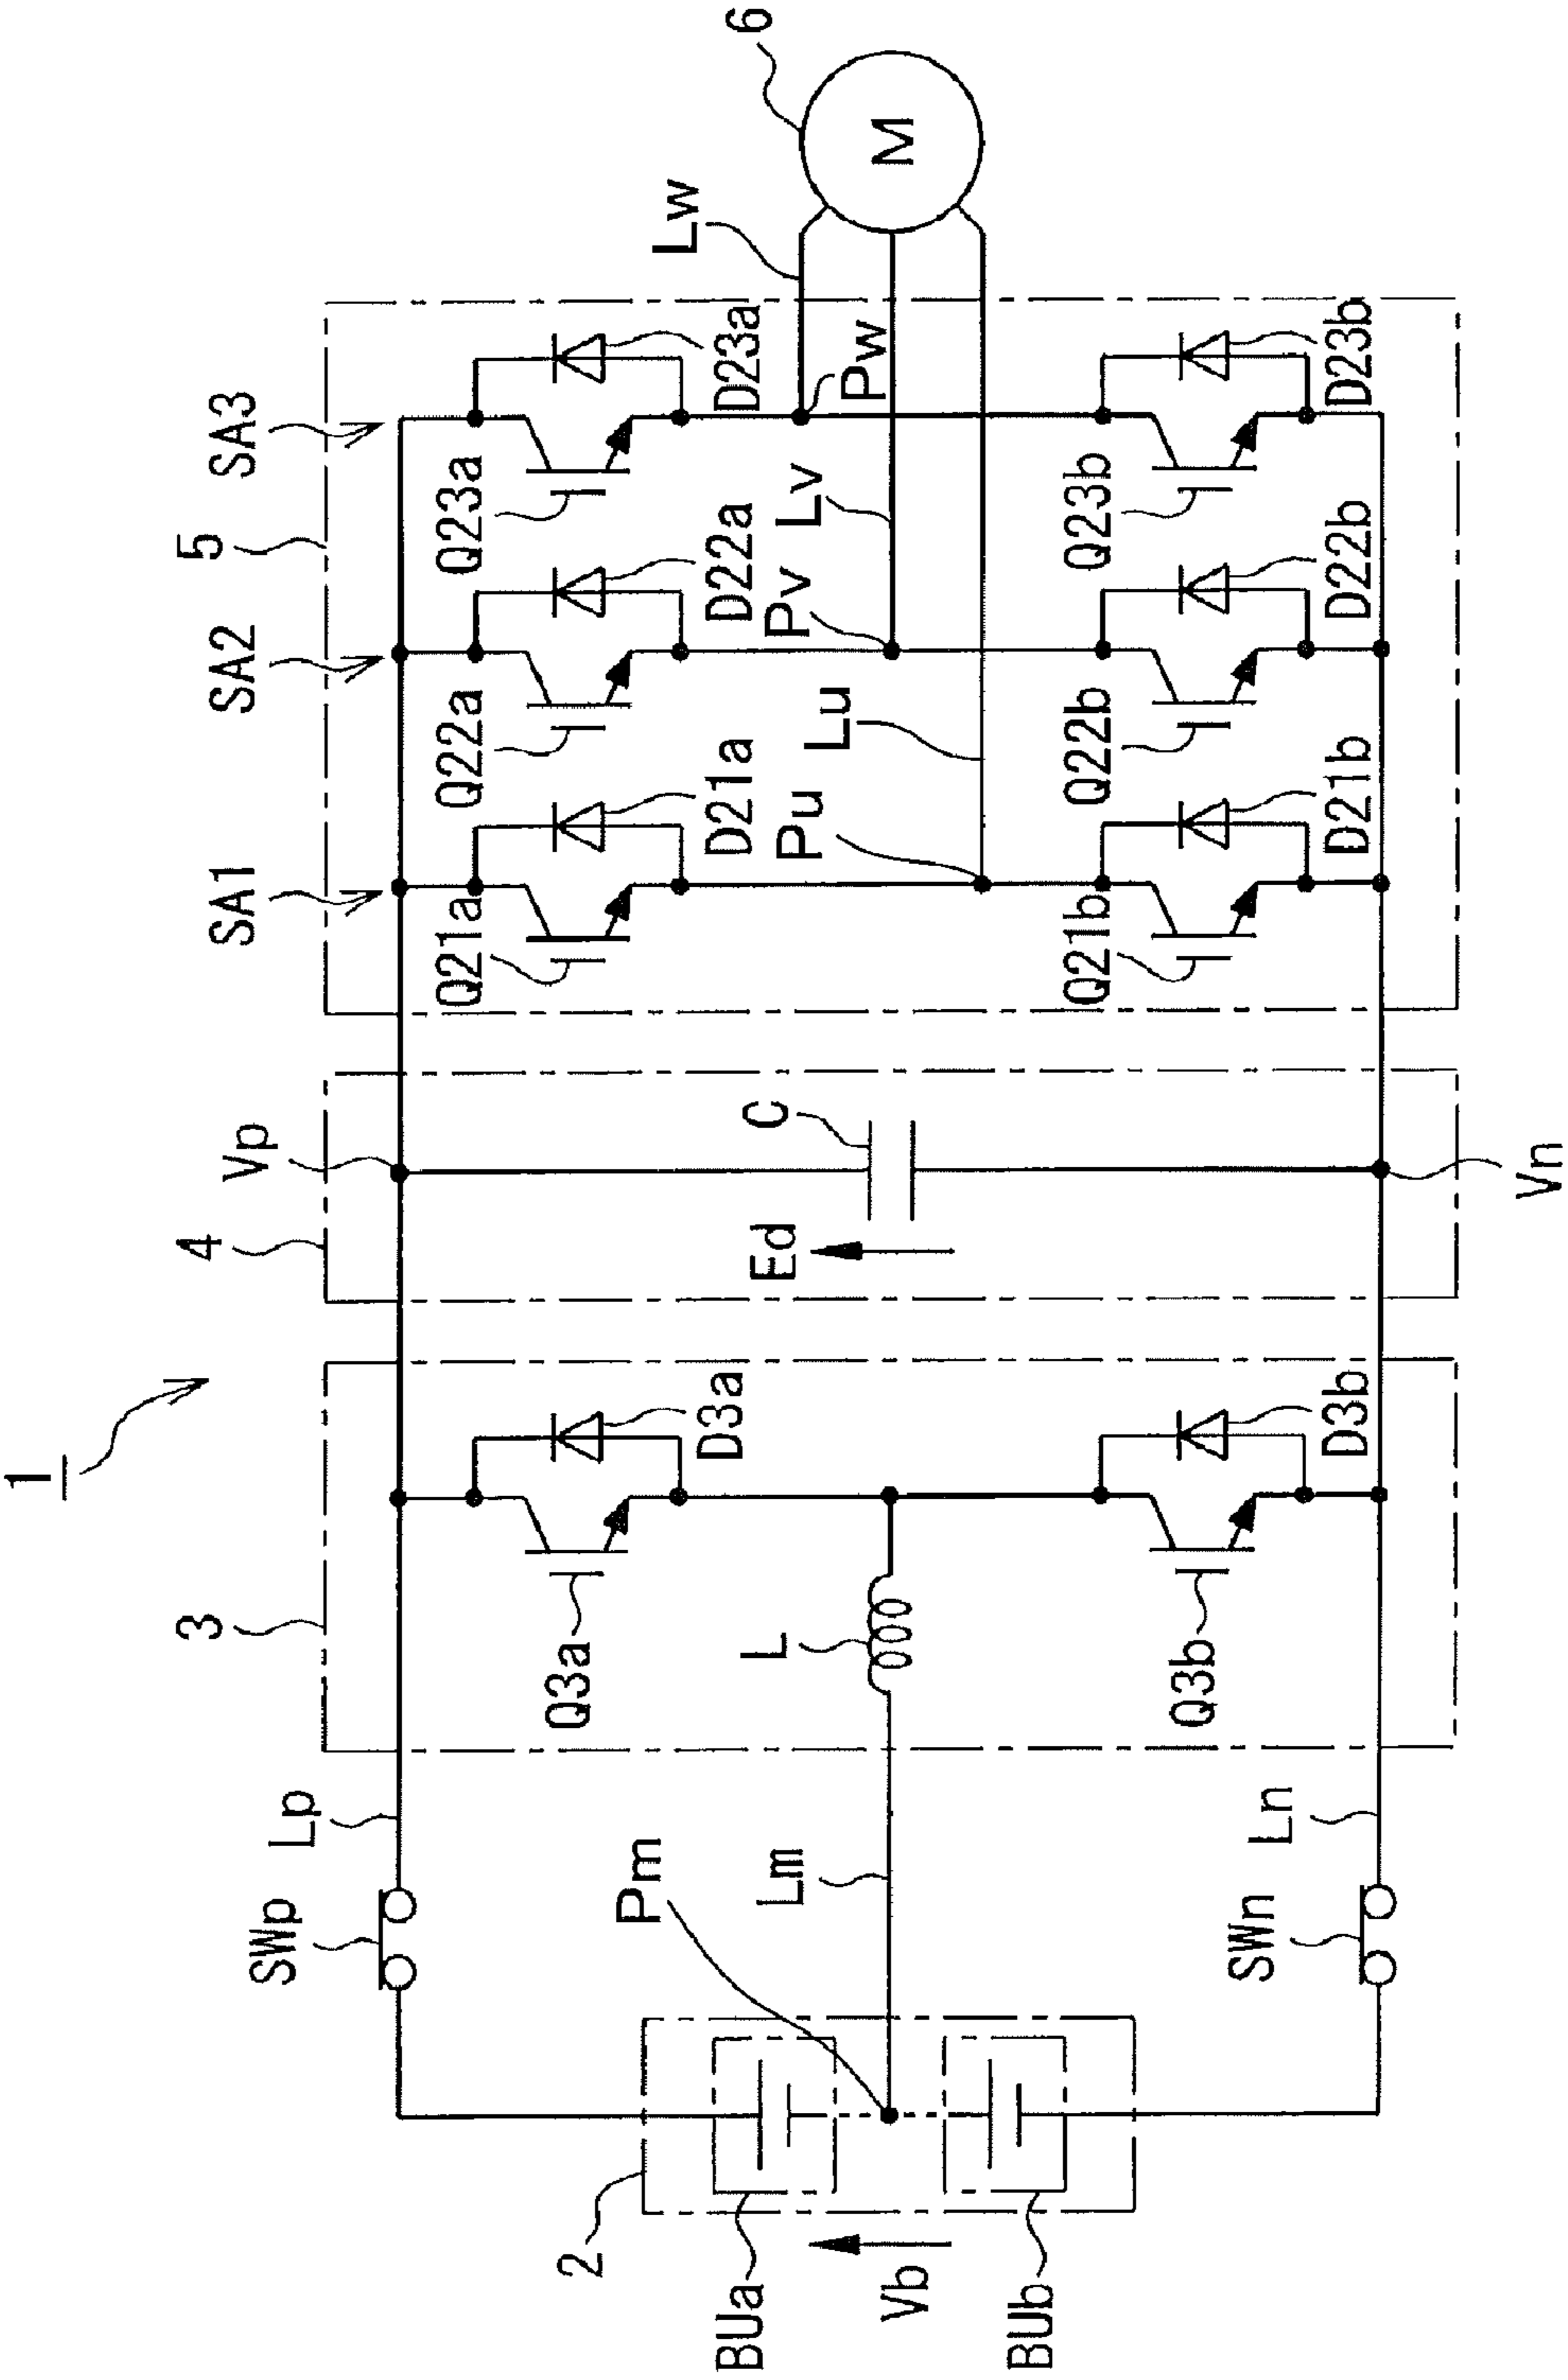 1
2
BUa
Vb
BUb
SWp
Lp
Pm
Lm
SWn
Ln
3
Q3a
D3a
L
Q3b
D3b
4
Vp
Ed
C
Vn
5
SA1
SA2
SA3
Q21a
D21a
Q22a
D22a
Q23a
D23a
Pu
Lu
Pv
Lv
Pw
Lw
Q21b
D21b
Q22b
D22b
Q23b
D23b
6
M